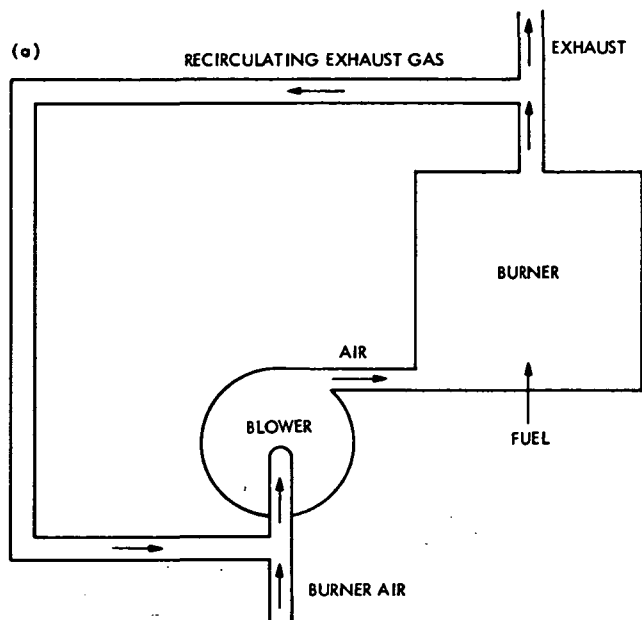 (a)
RECIRCULATING EXHAUST GAS
EXHAUST
BURNER
AIR
BLOWER
FUEL
BURNER AIR